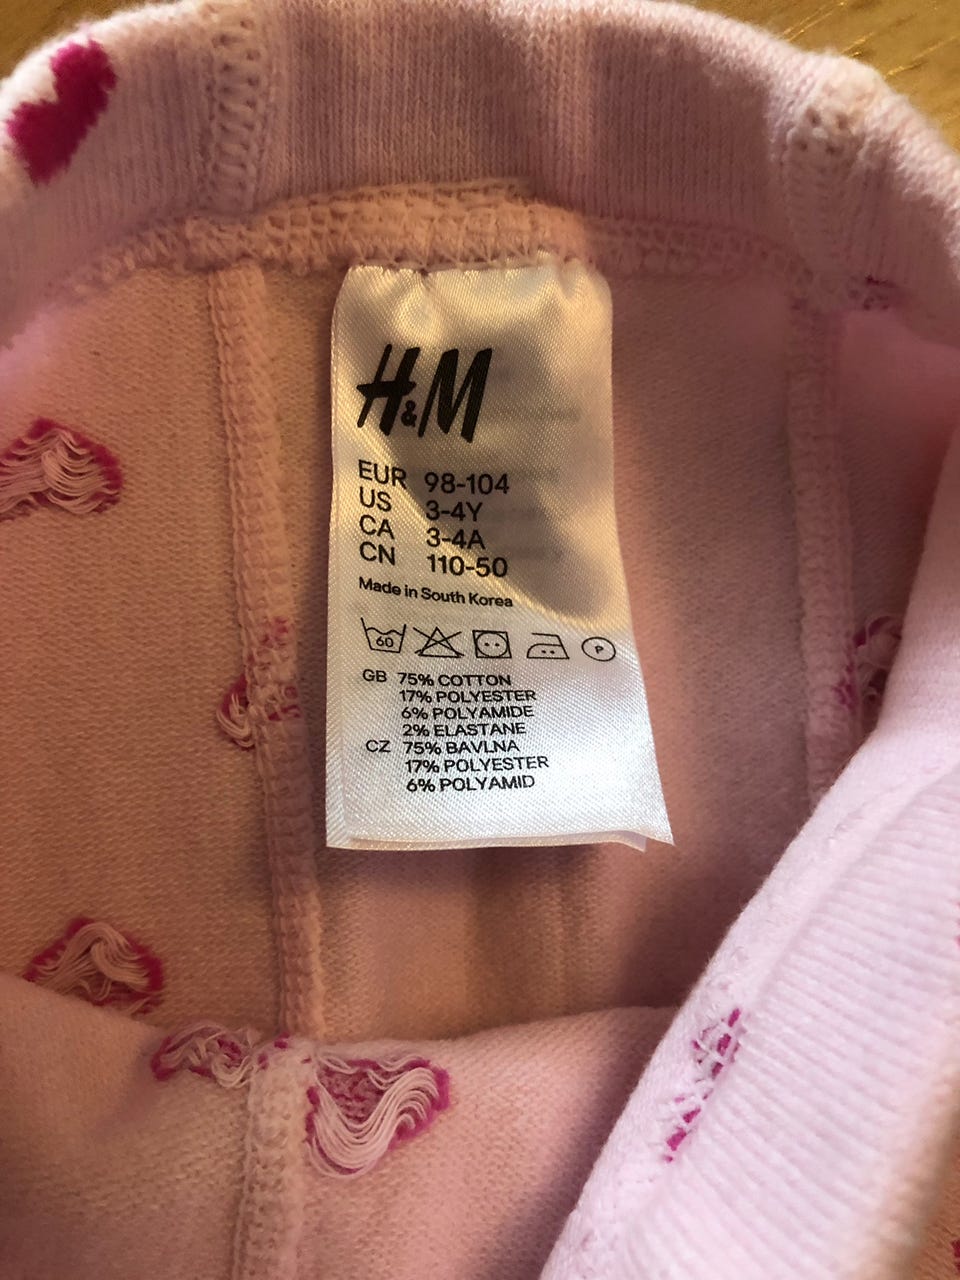 H&M
EUR 98-104
US 3-4Y
CA 3-4A
CN 110-50
Made in South Korea
60 P
GB 75% COTTON
17% POLYESTER
6% POLYAMIDE
2% ELASTANE
CZ 75% BAVLNA
17% POLYESTER
6% POLYAMID